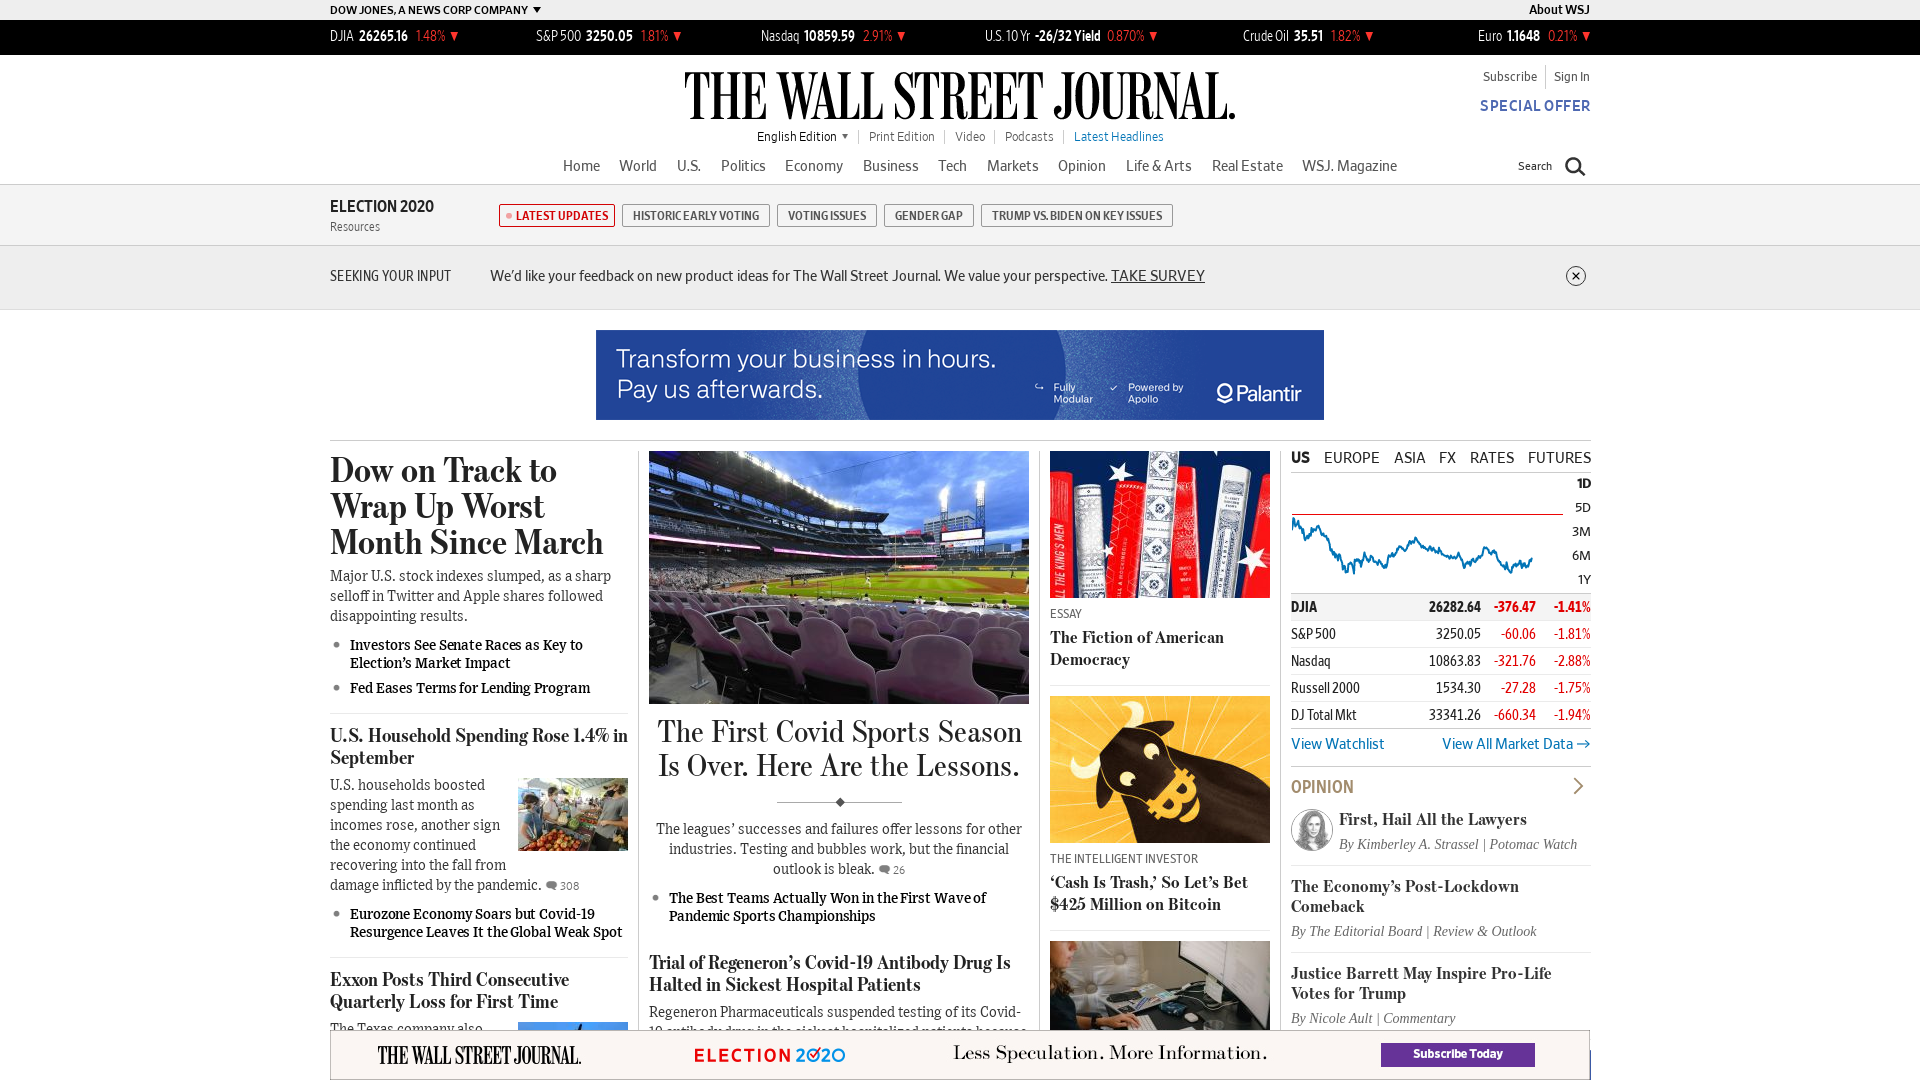 DOW JONES, A NEWS CORP COMPANY
About WSJ
DJIA 26265.16 1.48%
S&P 500 3250.05 1.81%
Nasdaq 10859.59 2.91%
U.S. 10 Yr -26/32 Yield 0.870%
Crude Oil 35.51 1.82%
Euro 1.1648 0.21%
THE WALL STREET JOURNAL.
Subscribe
Sign In
SPECIAL OFFER
English Edition
Print Edition
Video
Podcasts
Latest Headlines
Home World U.S. Politics Economy Business Tech Markets Opinion Life & Arts Real Estate WSJ. Magazine
Search
ELECTION 2020
Resources
LATEST UPDATES
HISTORIC EARLY VOTING
VOTING ISSUES
GENDER GAP
TRUMP VS. BIDEN ON KEY ISSUES
SEEKING YOUR INPUT
We’d like your feedback on new product ideas for The Wall Street Journal. We value your perspective. TAKE SURVEY
Transform your business in hours.
Pay us afterwards.
Fully
Modular
Powered by
Apollo
Palantir
Dow on Track to
Wrap Up Worst
Month Since March
Major U.S. stock indexes slumped, as a sharp
selloff in Twitter and Apple shares followed
disappointing results.
Investors See Senate Races as Key to
Election’s Market Impact
Fed Eases Terms for Lending Program
U.S. Household Spending Rose 1.4% in
September
U.S. households boosted
spending last month as
incomes rose, another sign
the economy continued
recovering into the fall from
damage inflicted by the pandemic. 308
Eurozone Economy Soars but Covid-19
Resurgence Leaves It the Global Weak Spot
Exxon Posts Third Consecutive
Quarterly Loss for First Time
The Texas company also
The First Covid Sports Season
Is Over. Here Are the Lessons.
The leagues’ successes and failures offer lessons for other
industries. Testing and bubbles work, but the financial
outlook is bleak. 26
The Best Teams Actually Won in the First Wave of
Pandemic Sports Championships
Trial of Regeneron’s Covid-19 Antibody Drug Is
Halted in Sickest Hospital Patients
Regeneron Pharmaceuticals suspended testing of its Covid-
19 antibody drug in the sickest hospitalized patients because
ALL THE KING'S MEN
ESSAY
The Fiction of American
Democracy
THE INTELLIGENT INVESTOR
‘Cash Is Trash,’ So Let’s Bet
$425 Million on Bitcoin
US EUROPE ASIA FX RATES FUTURES
1D
5D
3M
6M
1Y
DJIA 26282.64 -376.47 -1.41%
S&P 500 3250.05 -60.06 -1.81%
Nasdaq 10863.83 -321.76 -2.88%
Russell 2000 1534.30 -27.28 -1.75%
DJ Total Mkt 33341.26 -660.34 -1.94%
View Watchlist
View All Market Data
OPINION
First, Hail All the Lawyers
By Kimberley A. Strassel | Potomac Watch
The Economy’s Post-Lockdown
Comeback
By The Editorial Board | Review & Outlook
Justice Barrett May Inspire Pro-Life
Votes for Trump
By Nicole Ault | Commentary
THE WALL STREET JOURNAL.
ELECTION 2020
Less Speculation. More Information.
Subscribe Today